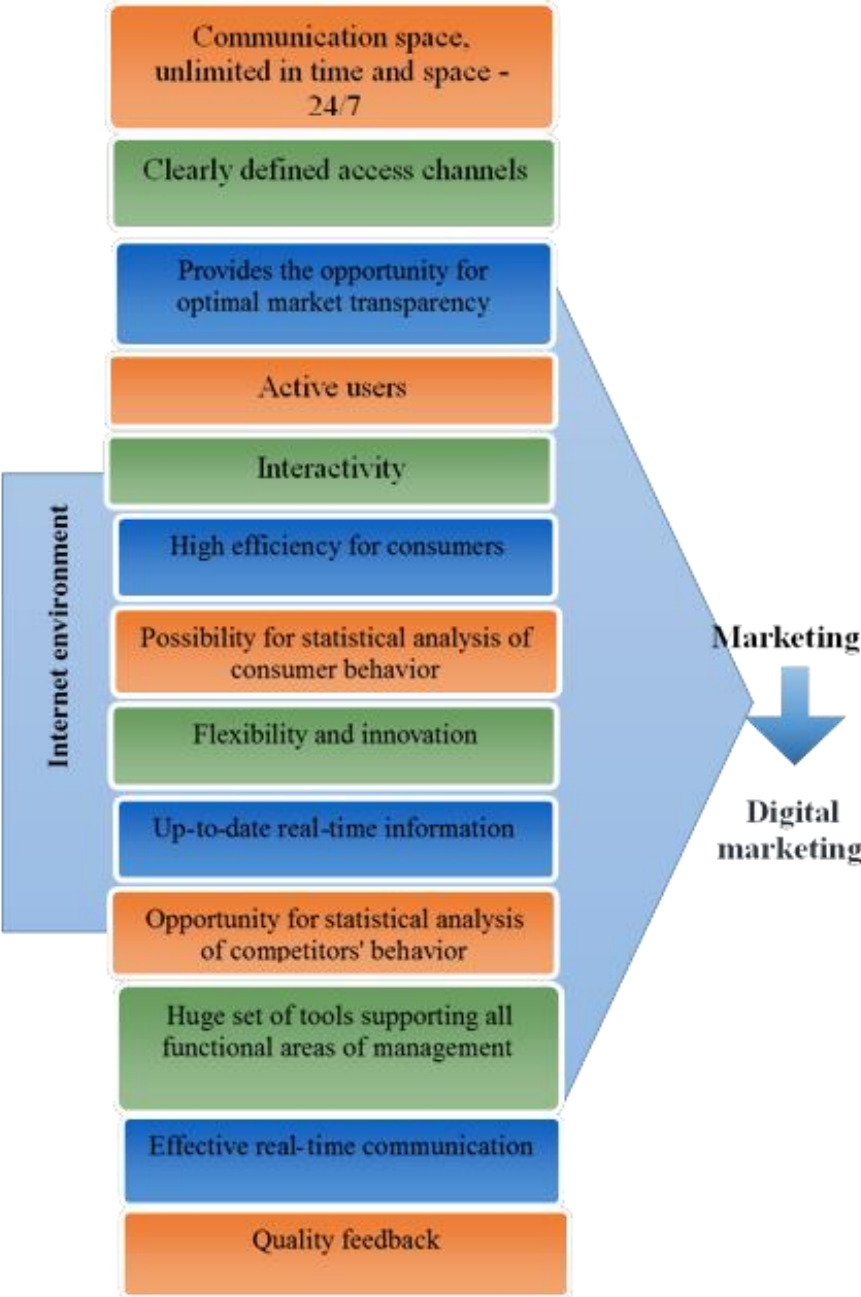 Communication space,
unlimited in time and space -
24/7
Clearly defined access channels
Provides the opportunity for
optimal market transparency
Active users
Interactivity
High efficiency for consumers
Possibility for statistical analysis of
consumer behavior
Flexibility and innovation
Up-to-date real-time information
Opportunity for statistical analysis
of competitors' behavior
Huge set of tools supporting all
functional areas of management
Effective real-time communication
Quality feedback
Internet environment
Marketing
Digital
marketing